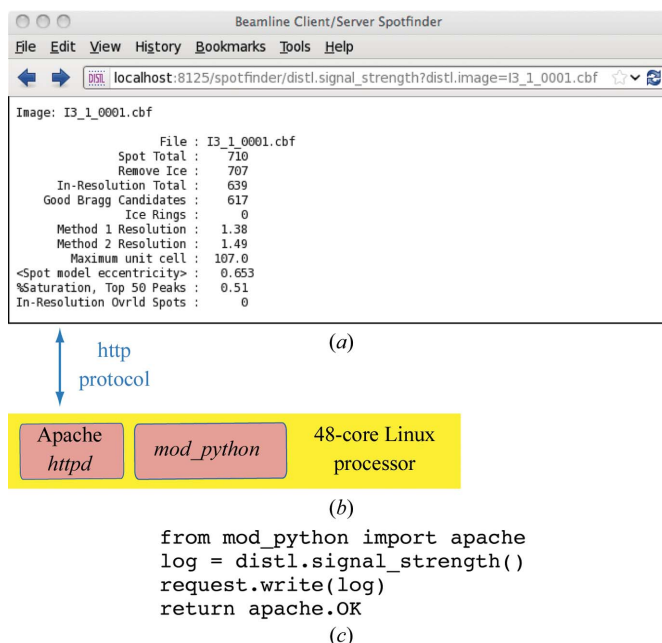 Beamline Client/Server Spotfinder
File Edit View History Bookmarks Tools Help
DISTL localhost:8125/spotfinder/distl.signal_strength?distl.image=I3_1_0001.cbf
Image: I3_1_0001.cbf
File : I3_1_0001.cbf
Spot Total : 710
Remove Ice : 707
In-Resolution Total : 639
Good Bragg Candidates : 617
Ice Rings : 0
Method 1 Resolution : 1.38
Method 2 Resolution : 1.49
Maximum unit cell : 107.0
<Spot model eccentricity> : 0.653
%Saturation, Top 50 Peaks : 0.51
In-Resolution Ovrld Spots : 0
(a)
http
protocol
Apache
httpd
mod_python
48-core Linux
processor
(b)
from mod_python import apache
log = distl.signal_strength()
request.write(log)
return apache.OK
(c)